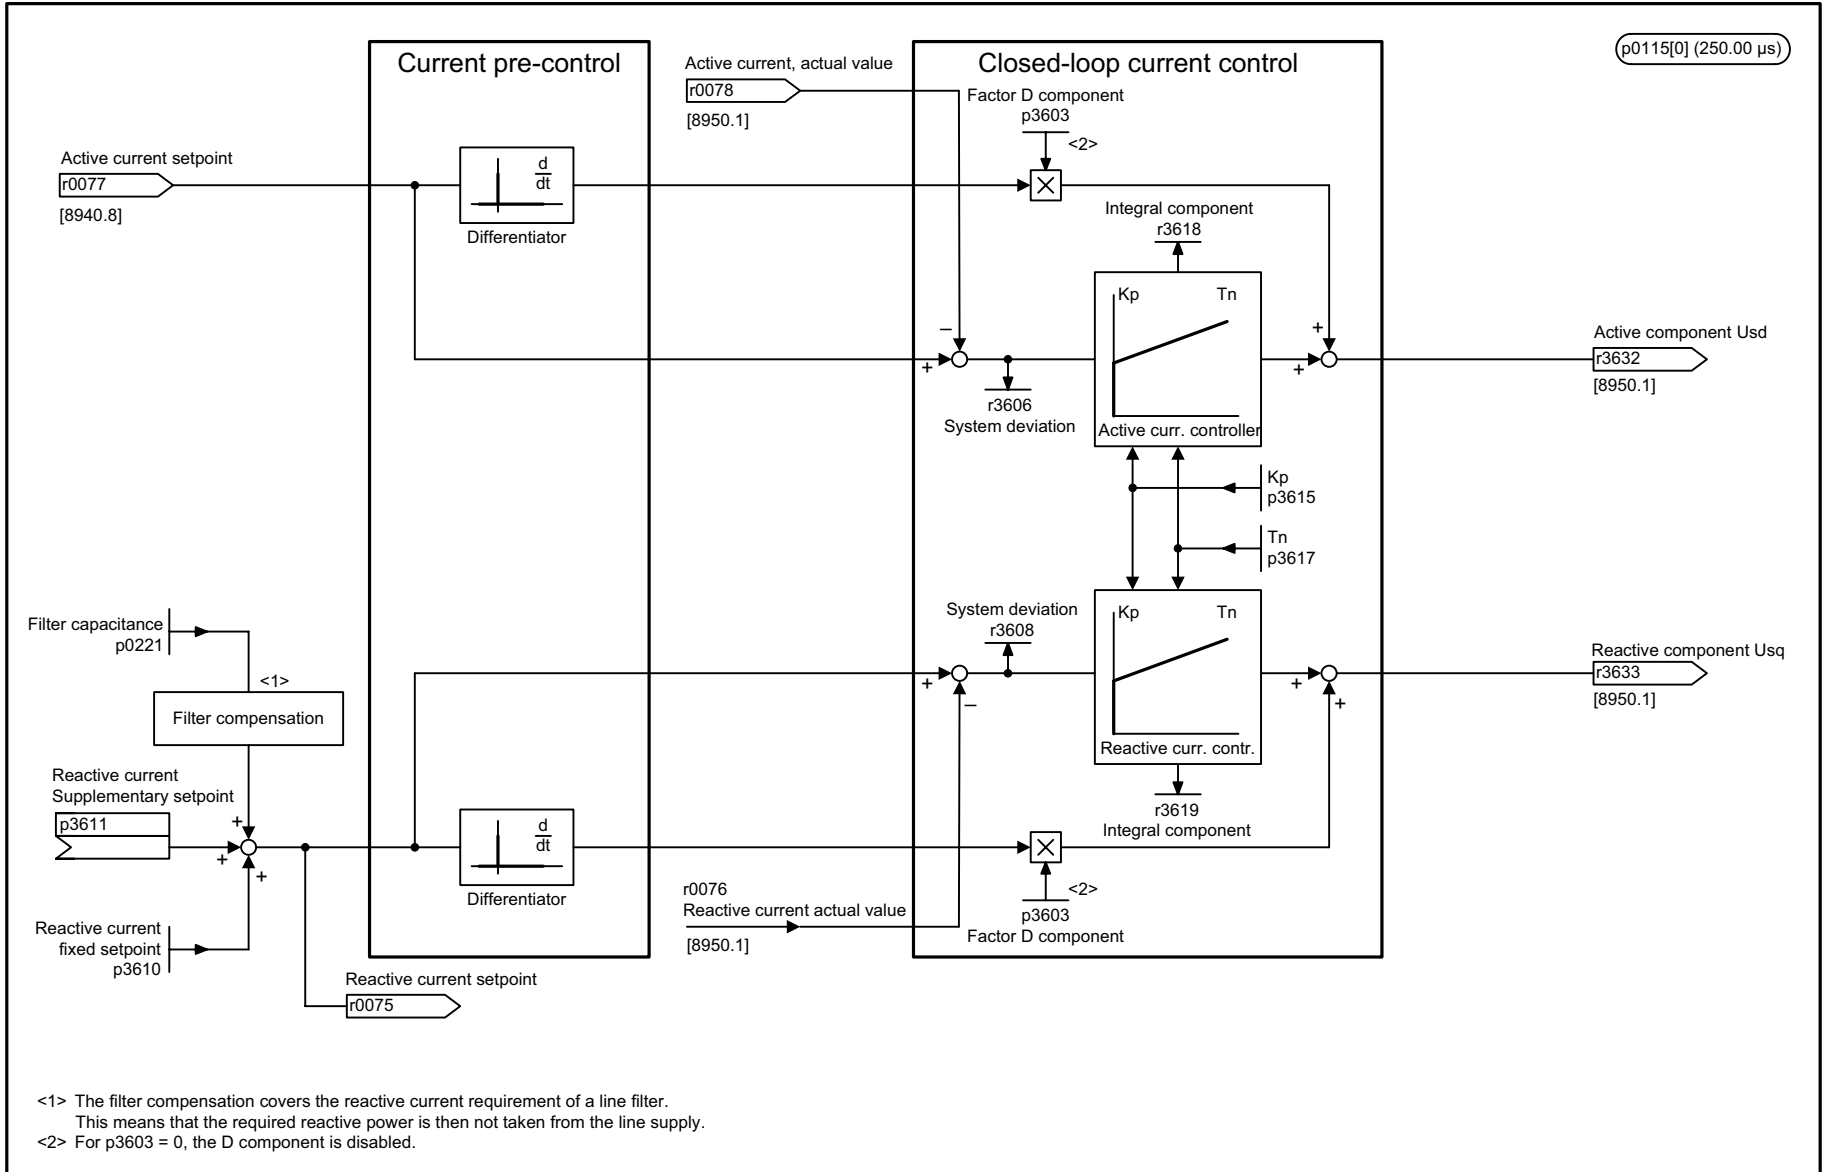 Current pre-control
Closed-loop current control
p0115[0] (250.00 µs)
Active current, actual value
r0078
[8950.1]
Factor D component
p3603
<2>
Active current setpoint
r0077
[8940.8]
d
dt
Differentiator
Integral component
r3618
Kp Tn
Active curr. controller
r3606
System deviation
–
+
+
+
Active component Usd
r3632
[8950.1]
Kp
p3615
Tn
p3617
System deviation
r3608
Kp Tn
Reactive curr. contr.
r3619
Integral component
+
–
+
+
Reactive component Usq
r3633
[8950.1]
Filter capacitance
p0221
<1>
Filter compensation
Reactive current
Supplementary setpoint
p3611
+
+
+
Reactive current
fixed setpoint
p3610
d
dt
Differentiator
r0076
Reactive current actual value
[8950.1]
<2>
p3603
Factor D component
Reactive current setpoint
r0075
<1> The filter compensation covers the reactive current requirement of a line filter.
This means that the required reactive power is then not taken from the line supply.
<2> For p3603 = 0, the D component is disabled.